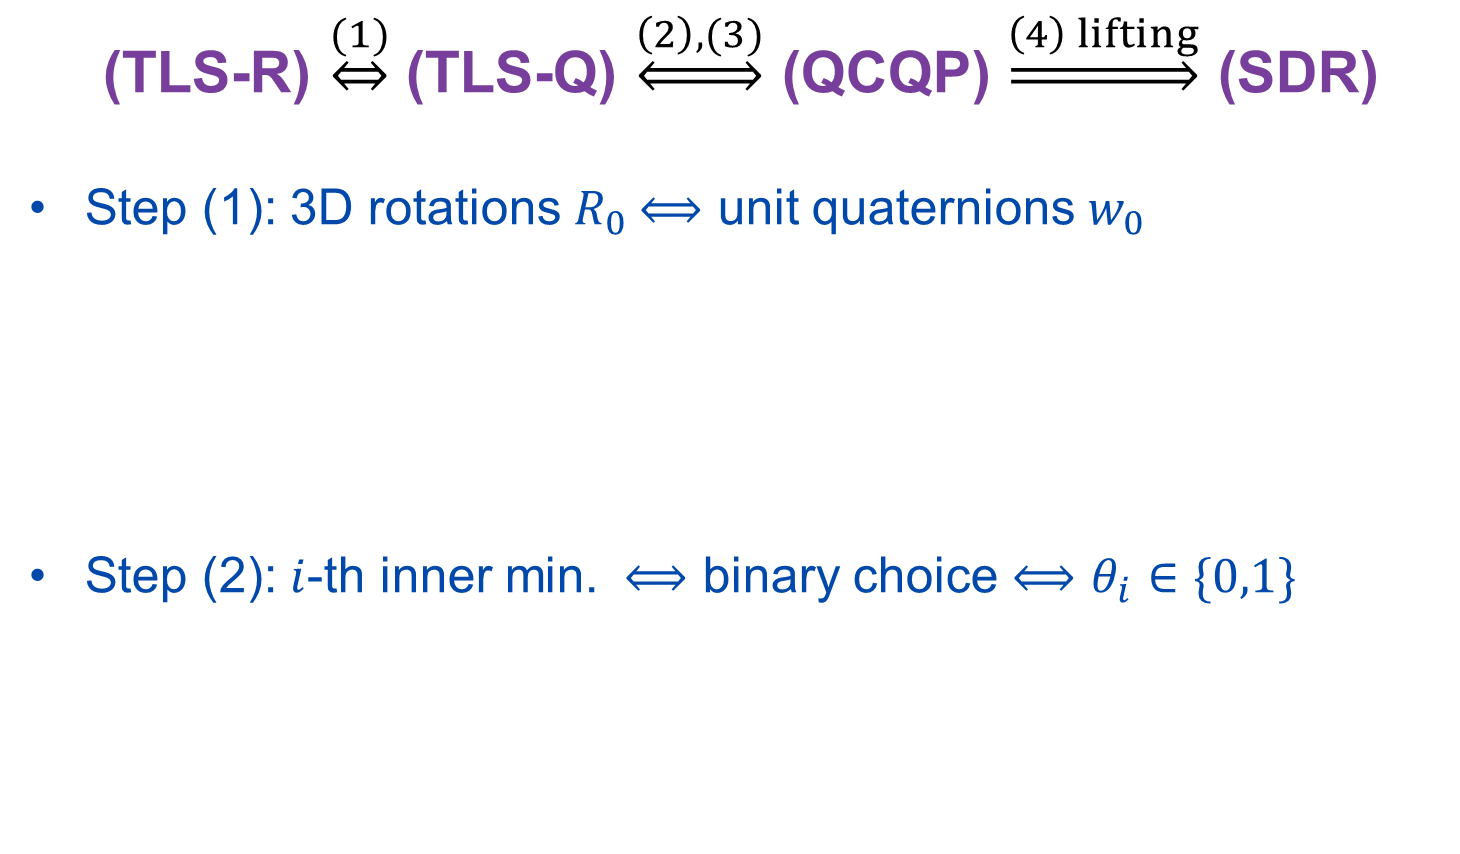 (TLS-R) (1)⟺ (TLS-Q) (2),(3)⟺ (QCQP) (4) lifting⟹ (SDR)
• Step (1): 3D rotations R₀ ⟺ unit quaternions w₀
• Step (2): i-th inner min. ⟺ binary choice ⟺ θᵢ ∈ {0,1}